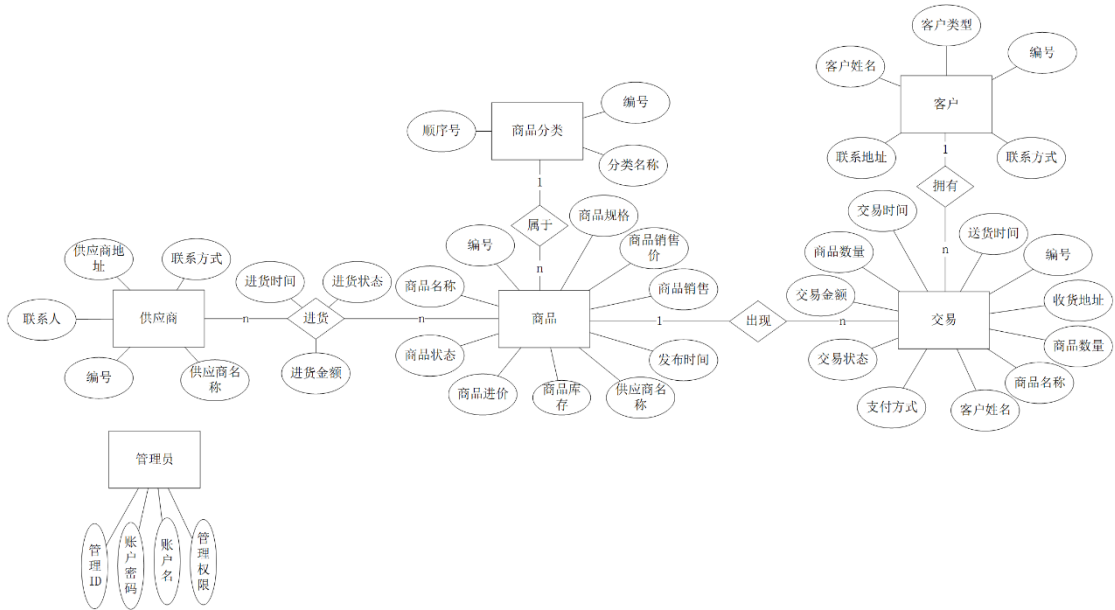 客户类型
客户姓名
编号
客户
联系地址
联系方式
1
拥有
n
编号
顺序号
商品分类
分类名称
1
属于
n
商品规格
编号
商品销售
价
商品名称
商品销售
商品
商品状态
发布时间
商品进价
商品库
存
供应商名
称
供应商地
址
联系方式
联系人
供应商
编号
供应商名
称
n
进货时间
进货状态
进货
进货金额
n
1
出现
n
交易时间
送货时间
商品数量
编号
交易金额
收货地址
交易
交易状态
商品数量
商品名称
支付方式
客户姓名
管理员
管
理
ID
账
户
密
码
账
户
名
管
理
权
限